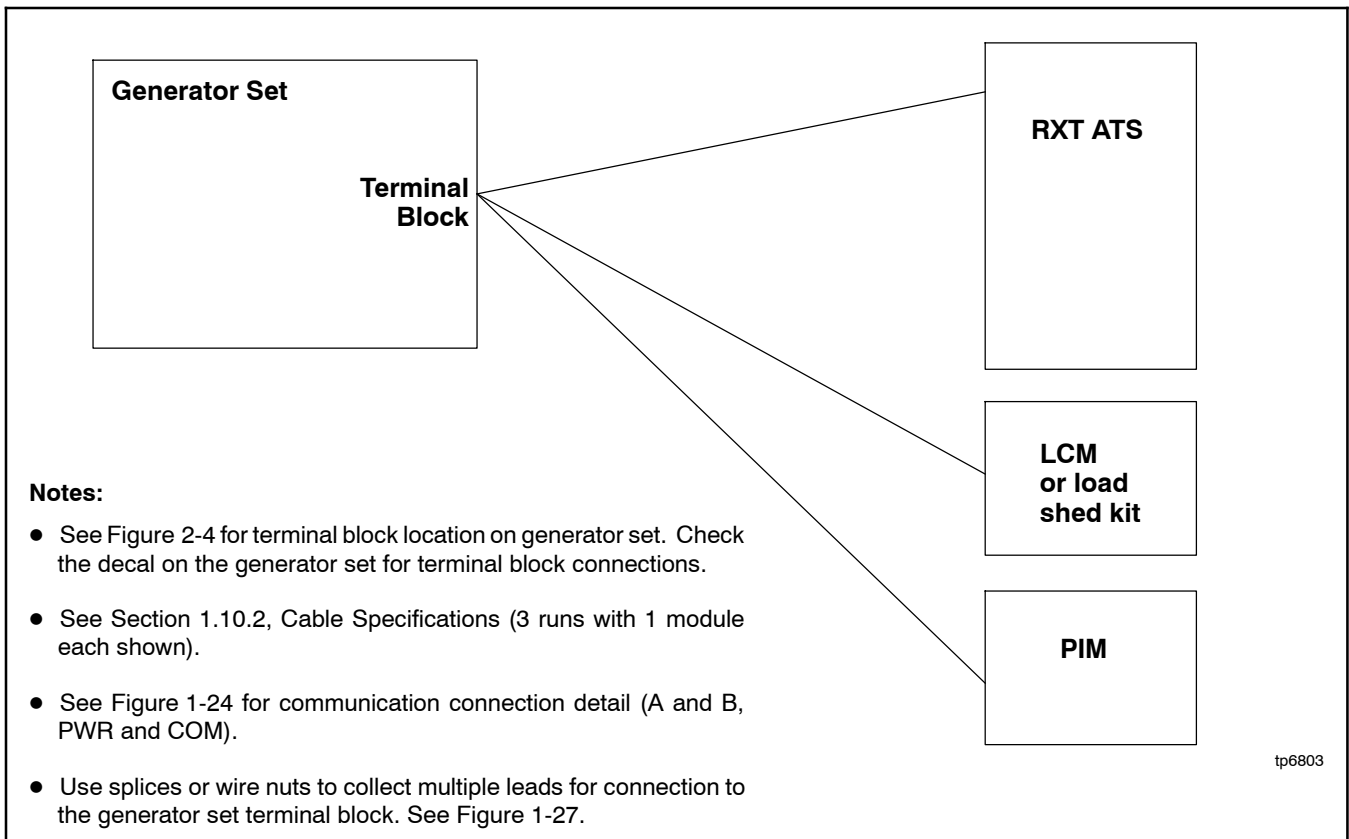 Generator Set
Terminal
Block
RXT ATS
LCM
or load
shed kit
PIM
Notes:
● See Figure 2-4 for terminal block location on generator set. Check
the decal on the generator set for terminal block connections.
● See Section 1.10.2, Cable Specifications (3 runs with 1 module
each shown).
● See Figure 1-24 for communication connection detail (A and B,
PWR and COM).
● Use splices or wire nuts to collect multiple leads for connection to
the generator set terminal block. See Figure 1-27.
tp6803